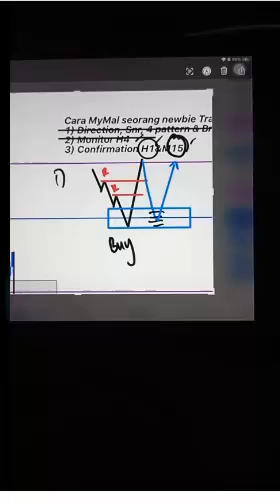 Cara MyMal seorang newbie Tra
1) Direction, Snr, 4 pattern & Br
2) Monitor H4
3) Confirmation H1&M15
1)
R
R
Buy